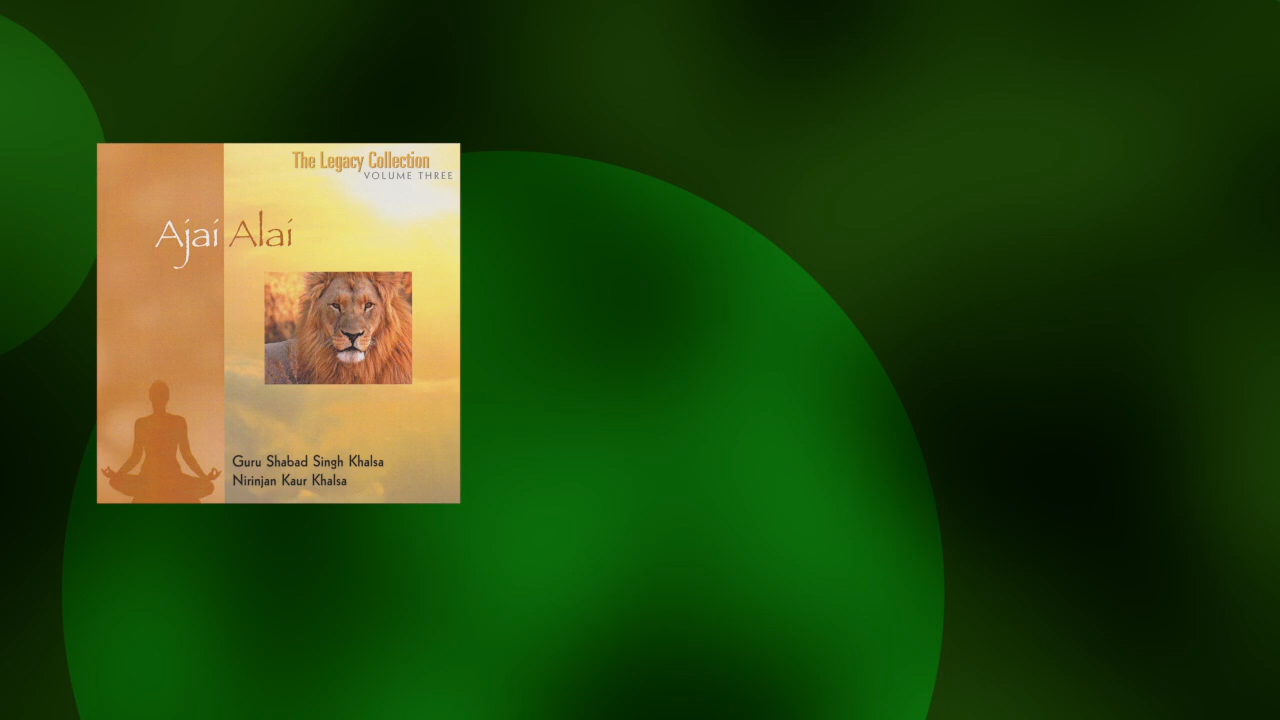 The Legacy Collection
VOLUME THREE
Ajai Alai
Guru Shabad Singh Khalsa
Nirinjan Kaur Khalsa